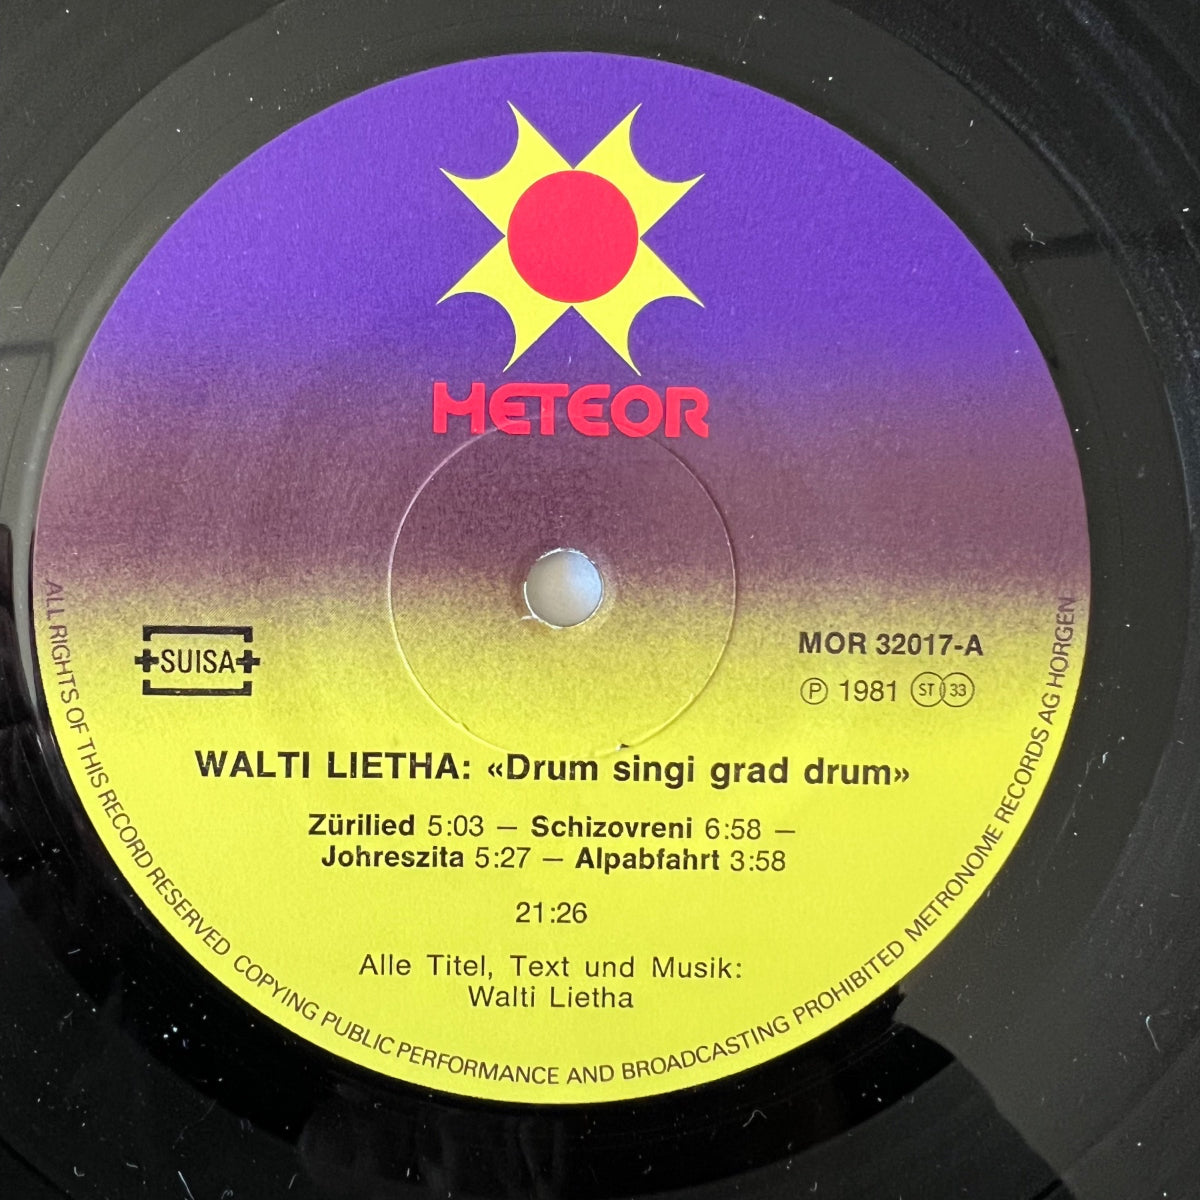 METEOR
SUISA
MOR 32017-A
Ⓟ 1981 ST 33
WALTI LIETHA: «Drum singi grad drum»
Zürilied 5:03 — Schizovreni 6:58 —
Johreszita 5:27 — Alpabfahrt 3:58
21:26
Alle Titel, Text und Musik:
Walti Lietha
ALL RIGHTS OF THIS RECORD RESERVED COPYING PUBLIC PERFORMANCE AND BROADCASTING PROHIBITED METRONOME RECORDS AG HORGEN